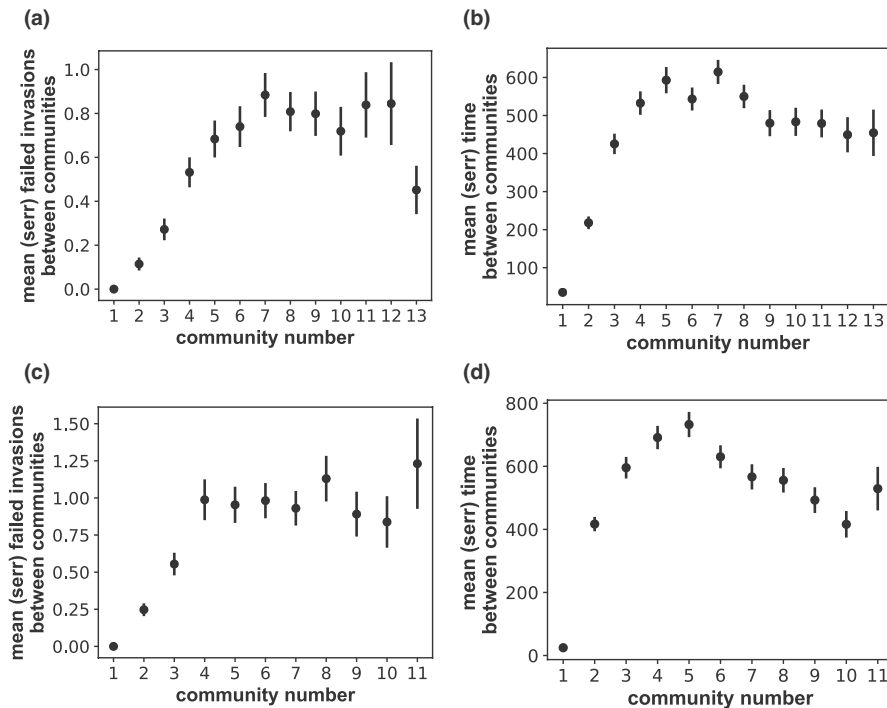 (a)
mean (serr) failed invasions
between communities
1.0
0.8
0.6
0.4
0.2
0.0
1 2 3 4 5 6 7 8 9 10 11 12 13
community number
(b)
mean (serr) time
between communities
600
500
400
300
200
100
1 2 3 4 5 6 7 8 9 10 11 12 13
community number
(c)
mean (serr) failed invasions
between communities
1.50
1.25
1.00
0.75
0.50
0.25
0.00
1 2 3 4 5 6 7 8 9 10 11
community number
(d)
mean (serr) time
between communities
800
600
400
200
0
1 2 3 4 5 6 7 8 9 10 11
community number